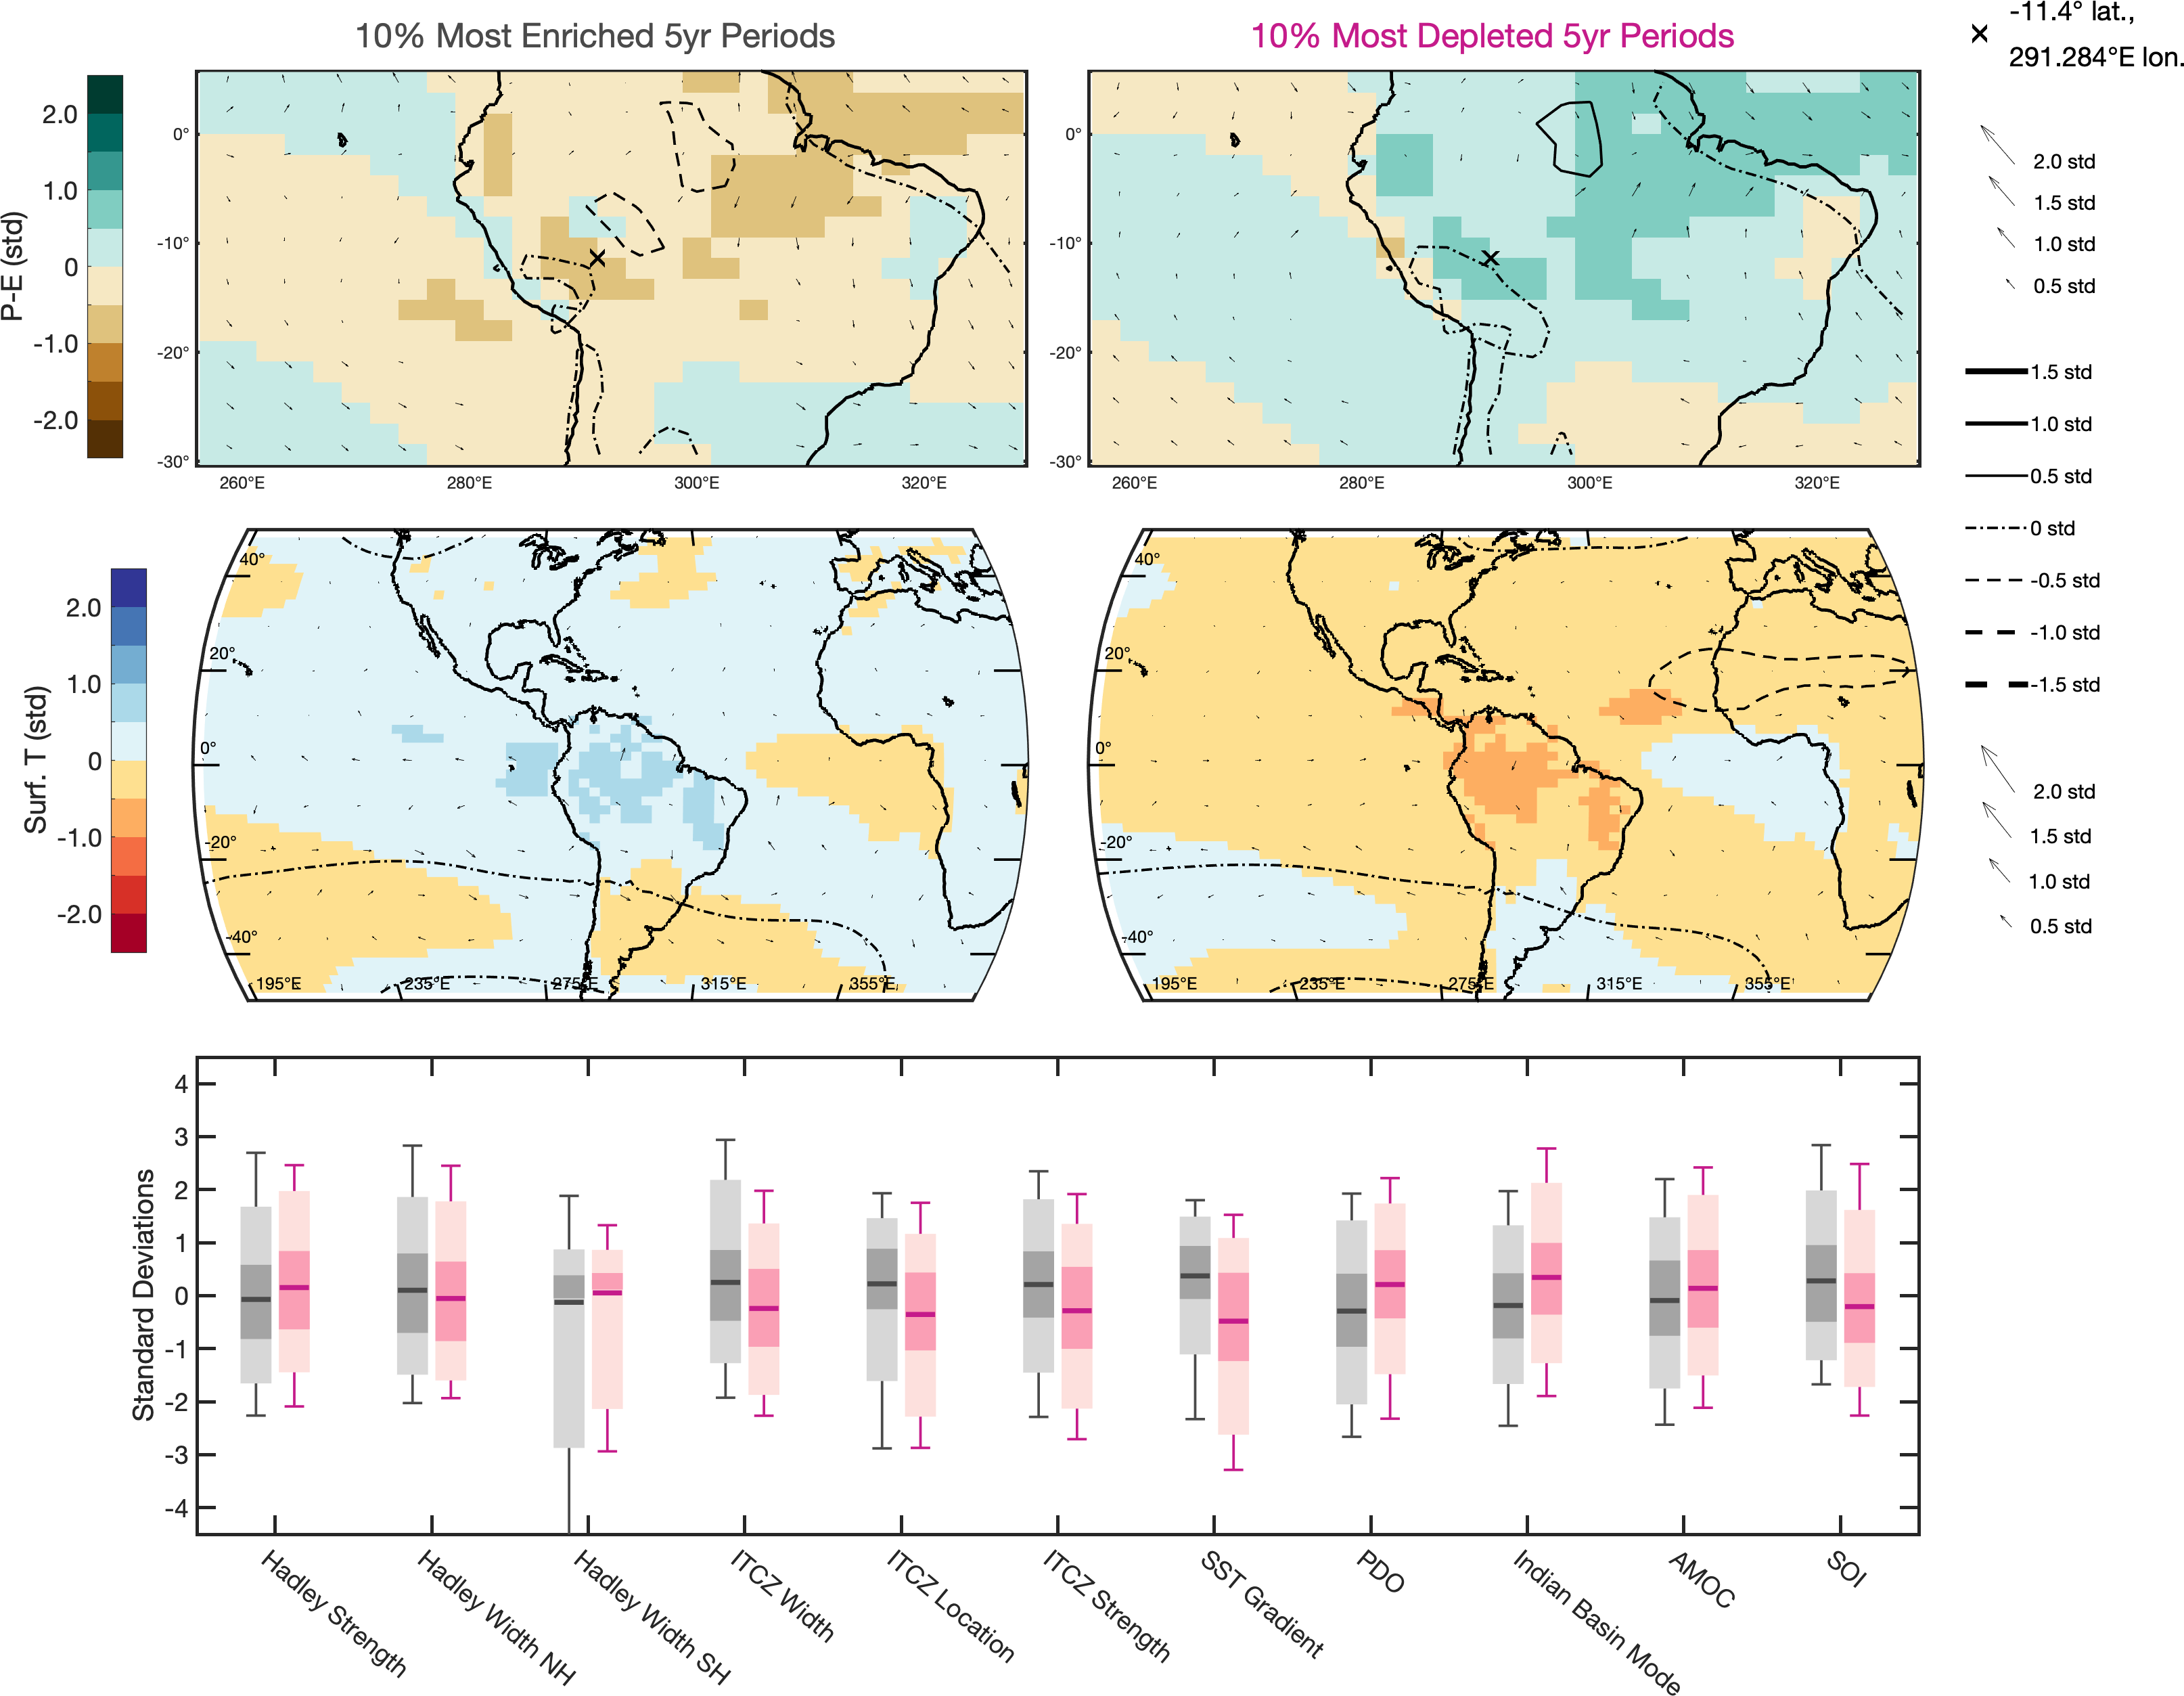 10% Most Enriched 5yr Periods
10% Most Depleted 5yr Periods
-11.4° lat.,
291.284°E lon.
P-E (std)
2.0
1.0
0
-1.0
-2.0
0°
-10°
-20°
-30°
260°E
280°E
300°E
320°E
0°
-10°
-20°
-30°
260°E
280°E
300°E
320°E
2.0 std
1.5 std
1.0 std
0.5 std
1.5 std
1.0 std
0.5 std
0 std
-0.5 std
-1.0 std
-1.5 std
Surf. T (std)
2.0
1.0
0
-1.0
-2.0
40°
20°
0°
-20°
-40°
195°E
235°E
275°E
315°E
355°E
40°
20°
0°
-20°
-40°
195°E
235°E
275°E
315°E
355°E
2.0 std
1.5 std
1.0 std
0.5 std
Standard Deviations
4
3
2
1
0
-1
-2
-3
-4
Hadley Strength
Hadley Width NH
Hadley Width SH
ITCZ Width
ITCZ Location
ITCZ Strength
SST Gradient
PDO
Indian Basin Mode
AMOC
SOI